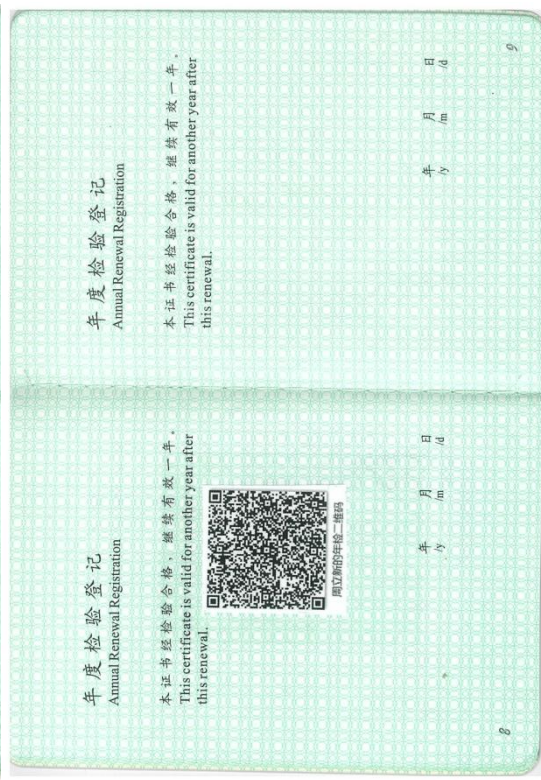 年度检验登记
Annual Renewal Registration
本证书经检验合格，继续有效一年。
This certificate is valid for another year after
this renewal.
周立新的年检二维码
年 月 日
/y /m /d
8
年度检验登记
Annual Renewal Registration
本证书经检验合格，继续有效一年。
This certificate is valid for another year after
this renewal.
年 月 日
/y /m /d
9